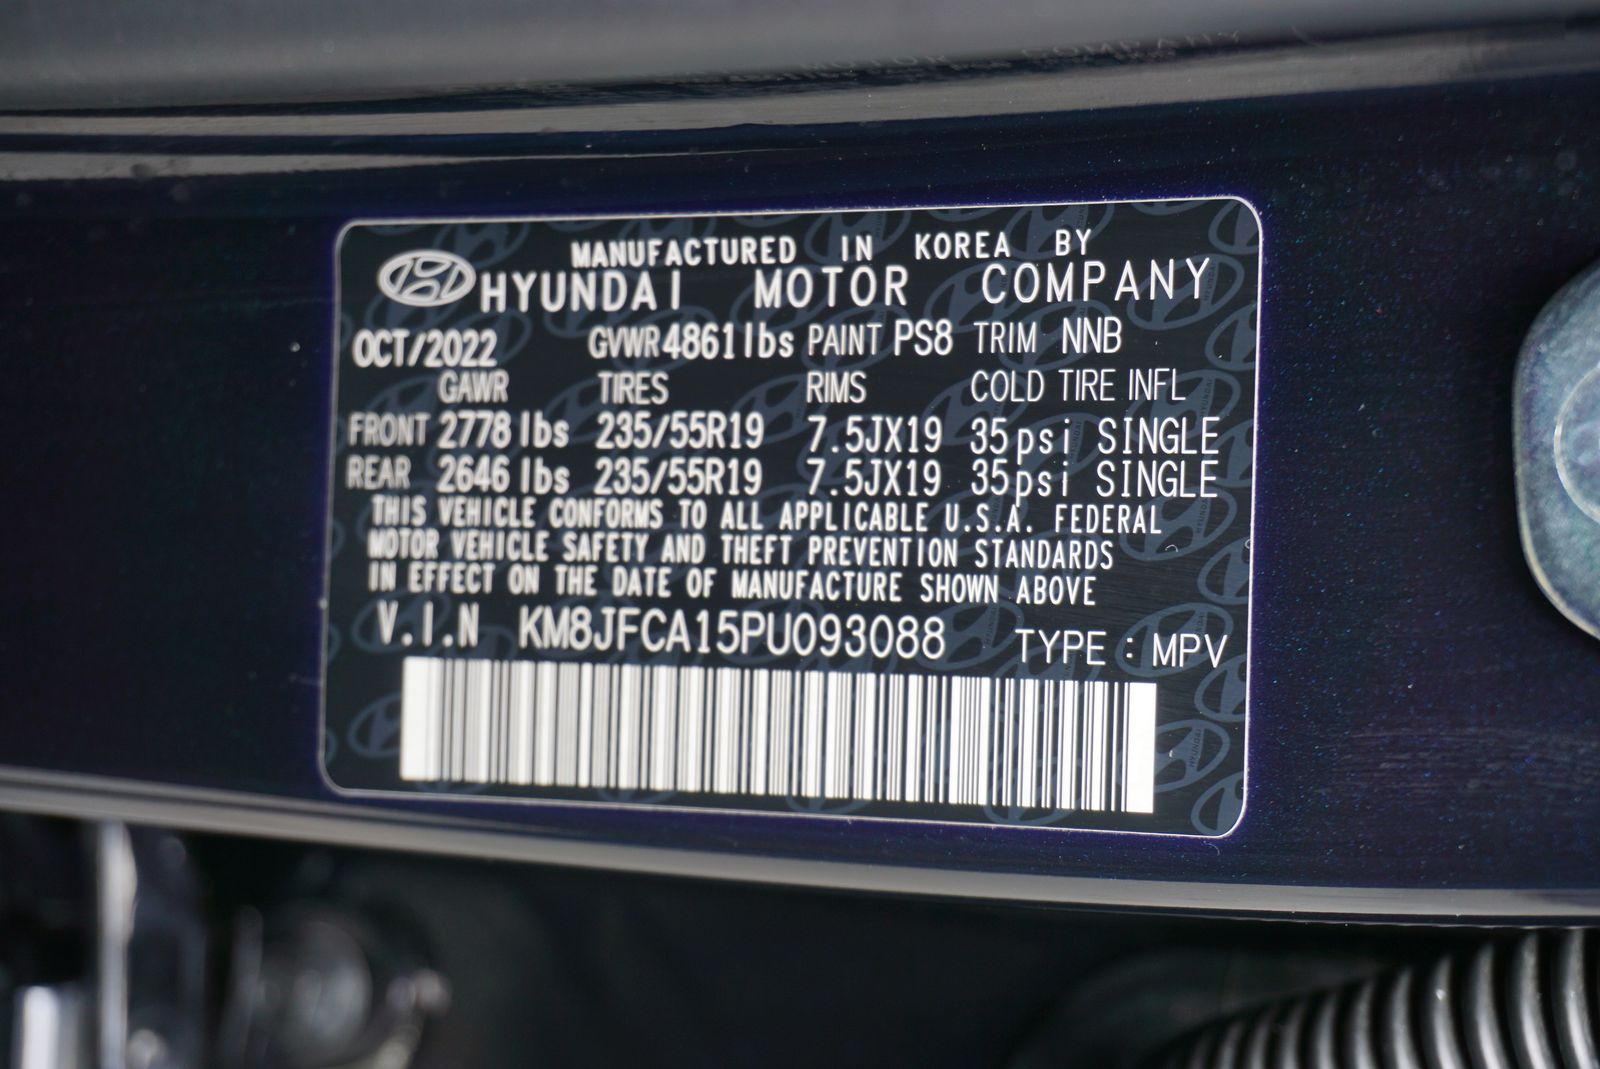 MANUFACTURED IN KOREA BY
HYUNDAI MOTOR COMPANY
OCT/2022 GVWR 4861lbs PAINT PS8 TRIM NNB
GAWR TIRES RIMS COLD TIRE INFL
FRONT 2778 lbs 235/55R19 7.5JX19 35psi SINGLE
REAR 2646 lbs 235/55R19 7.5JX19 35psi SINGLE
THIS VEHICLE CONFORMS TO ALL APPLICABLE U.S.A. FEDERAL
MOTOR VEHICLE SAFETY AND THEFT PREVENTION STANDARDS
IN EFFECT ON THE DATE OF MANUFACTURE SHOWN ABOVE
V.I.N KM8JFCA15PU093088 TYPE : MPV